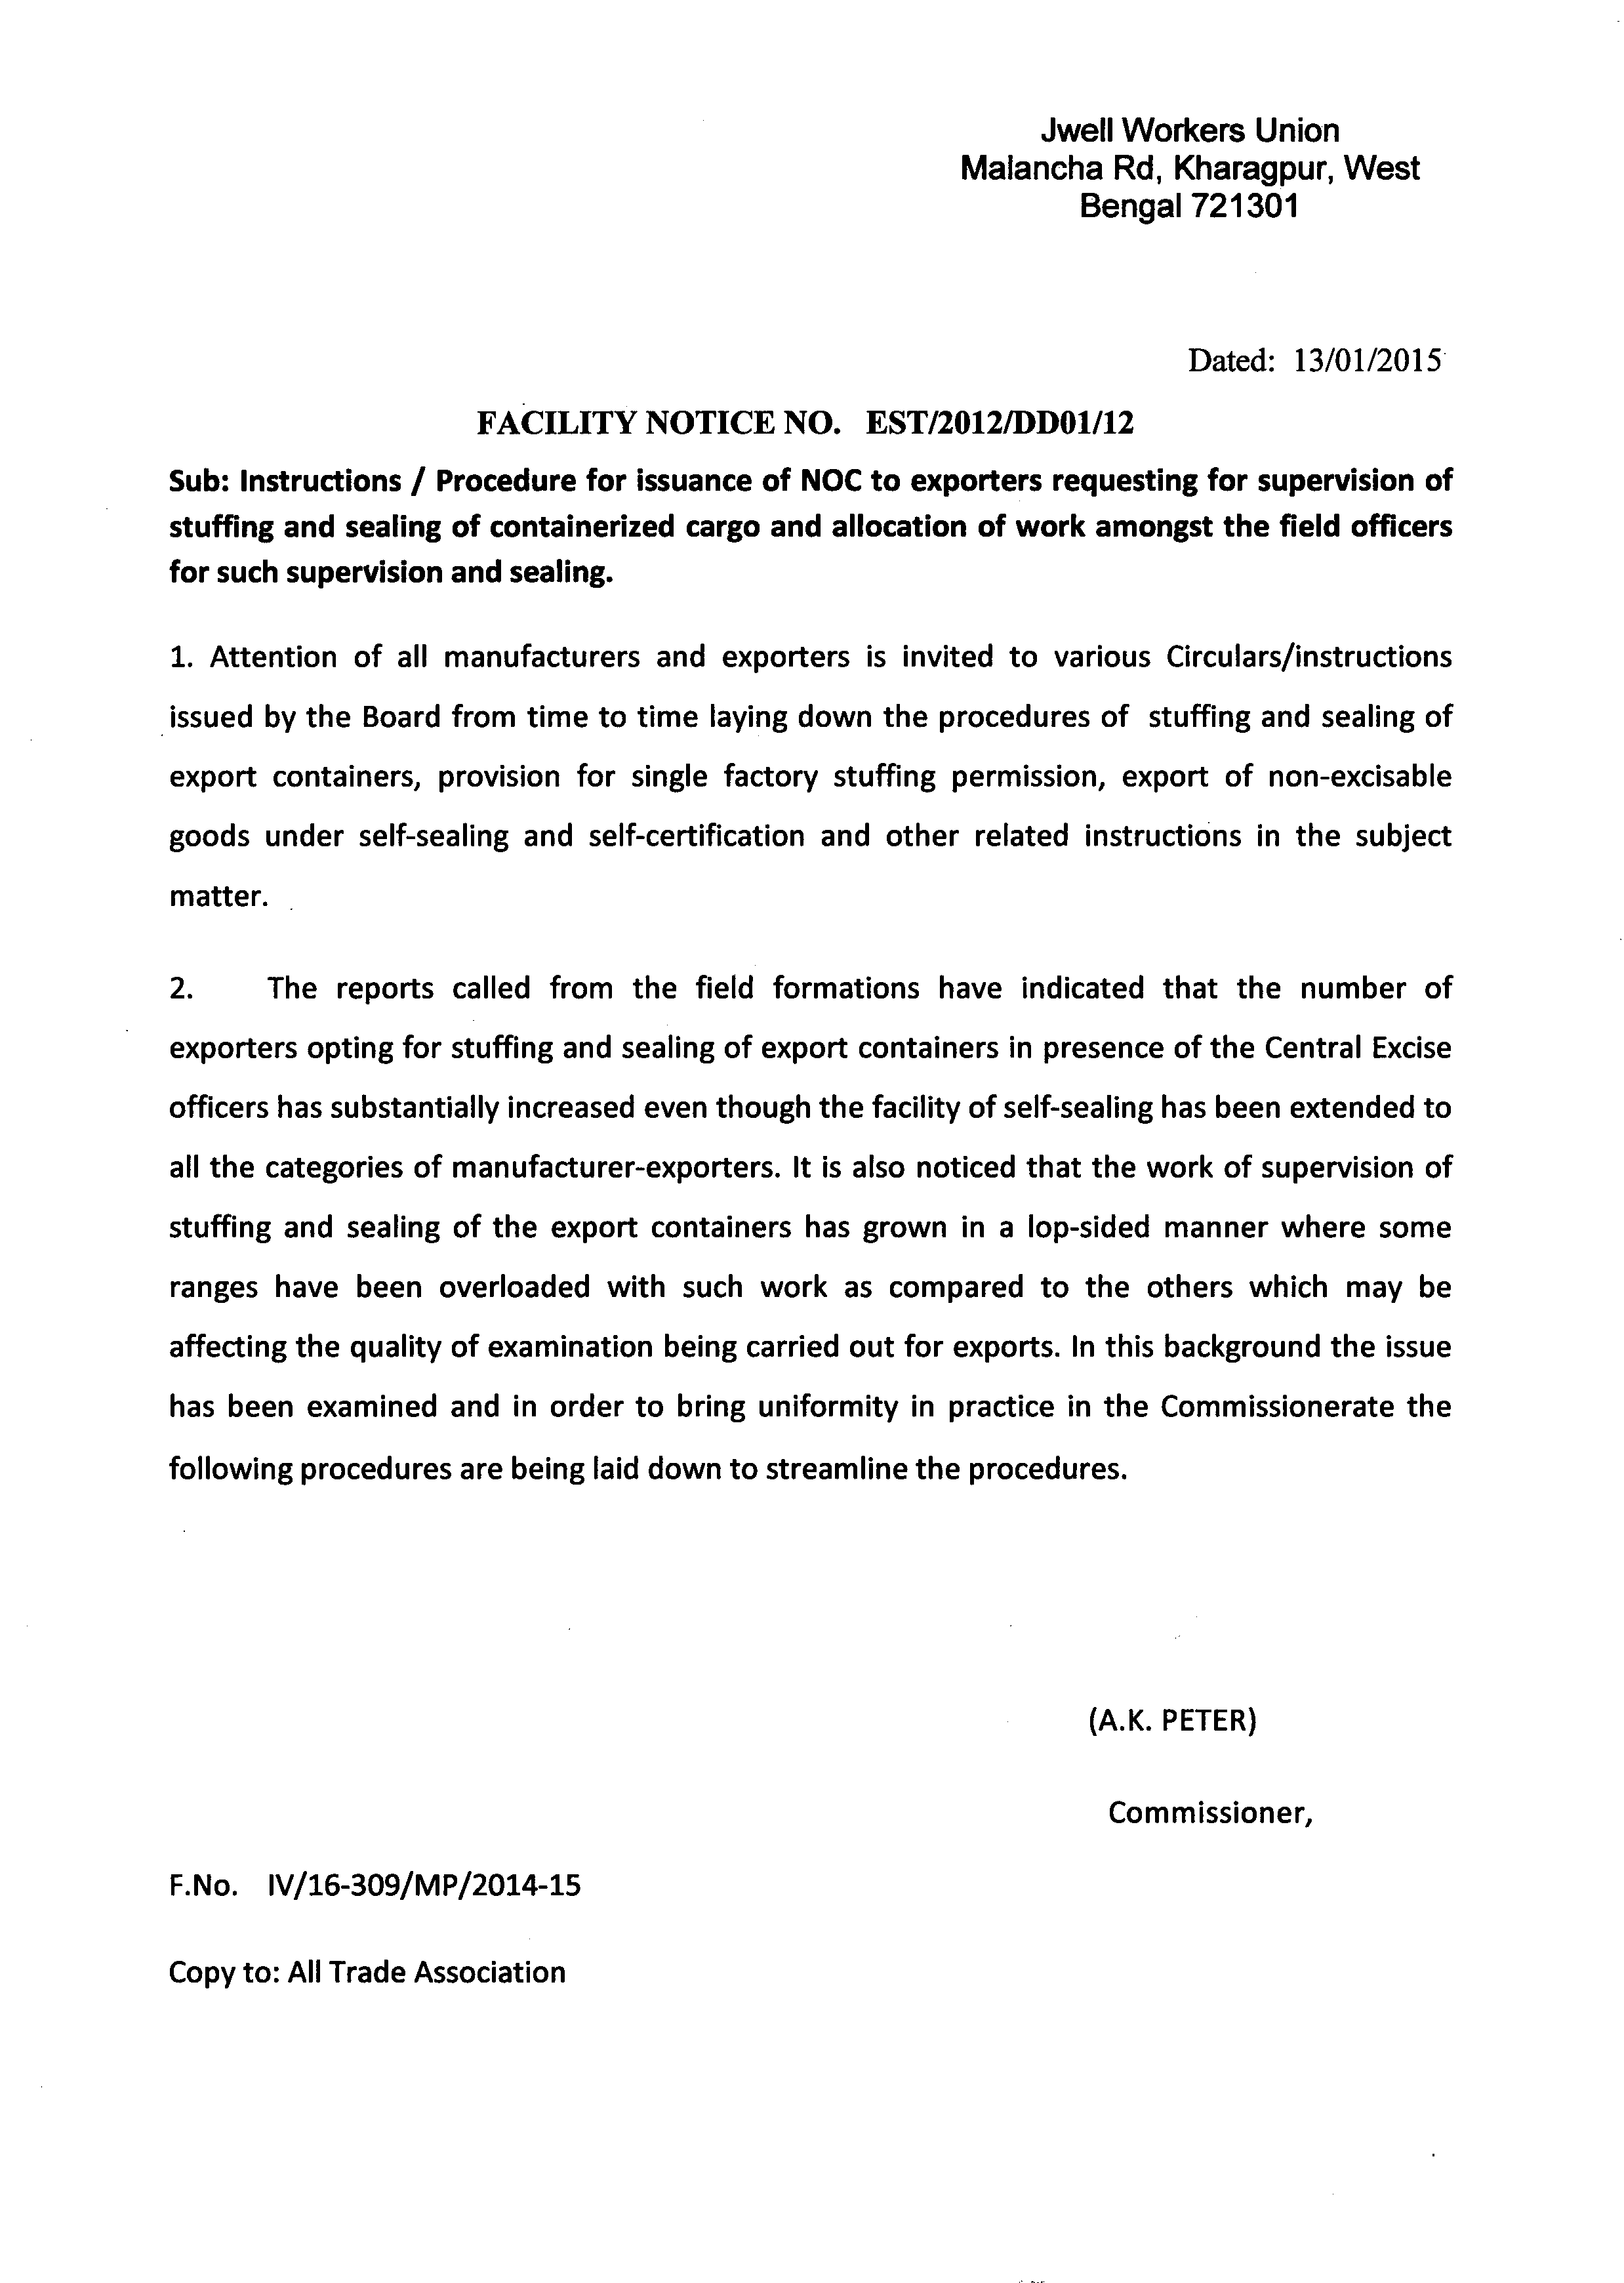 Jwell Workers Union
Malancha Rd, Kharagpur, West
Bengal 721301
Dated: 13/01/2015
FACILITY NOTICE NO. EST/2012/DD01/12
Sub: Instructions / Procedure for issuance of NOC to exporters requesting for supervision of
stuffing and sealing of containerized cargo and allocation of work amongst the field officers
for such supervision and sealing.
1. Attention of all manufacturers and exporters is invited to various Circulars/instructions
issued by the Board from time to time laying down the procedures of stuffing and sealing of
export containers, provision for single factory stuffing permission, export of non-excisable
goods under self-sealing and self-certification and other related instructions in the subject
matter.
2. The reports called from the field formations have indicated that the number of
exporters opting for stuffing and sealing of export containers in presence of the Central Excise
officers has substantially increased even though the facility of self-sealing has been extended to
all the categories of manufacturer-exporters. It is also noticed that the work of supervision of
stuffing and sealing of the export containers has grown in a lop-sided manner where some
ranges have been overloaded with such work as compared to the others which may be
affecting the quality of examination being carried out for exports. In this background the issue
has been examined and in order to bring uniformity in practice in the Commissionerate the
following procedures are being laid down to streamline the procedures.
(A.K. PETER)
Commissioner,
F.No. IV/16-309/MP/2014-15
Copy to: All Trade Association